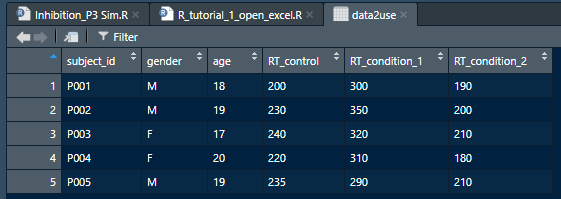 Inhibition_P3 Sim.R × R_tutorial_1_open_excel.R × data2use ×
Filter
subject_id gender age RT_control RT_condition_1 RT_condition_2
1 P001 M 18 200 300 190
2 P002 M 19 230 350 200
3 P003 F 17 240 320 210
4 P004 F 20 220 310 180
5 P005 M 19 235 290 210